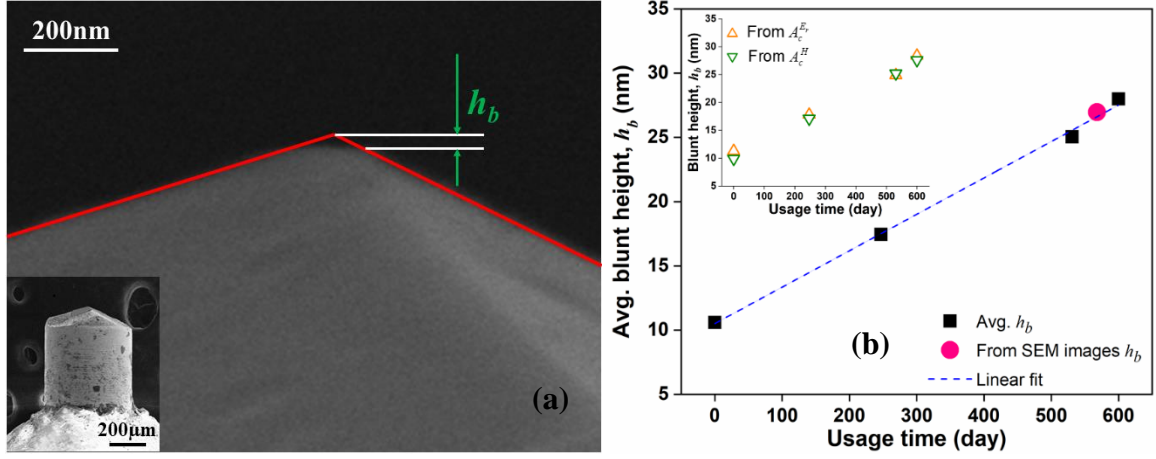 200nm
h_b
200μm
(a)
Avg. blunt height, h_b (nm)
35
30
25
20
15
10
5
0
100
200
300
400
500
600
Usage time (day)
Blunt height, h_b (nm)
35
30
25
20
15
10
5
0
100
200
300
400
500
600
Usage time (day)
From A_c^{E_r}
From A_c^H
(b)
Avg. h_b
From SEM images h_b
Linear fit